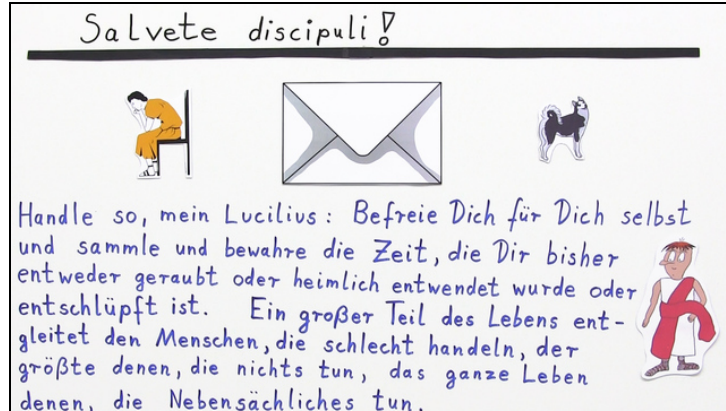 Salvete discipuli!
Handle so, mein Lucilius: Befreie Dich für Dich selbst
und sammle und bewahre die Zeit, die Dir bisher
entweder geraubt oder heimlich entwendet wurde oder
entschlüpft ist. Ein großer Teil des Lebens ent-
gleitet den Menschen, die schlecht handeln, der
größte denen, die nichts tun, das ganze Leben
denen, die Nebensächliches tun.